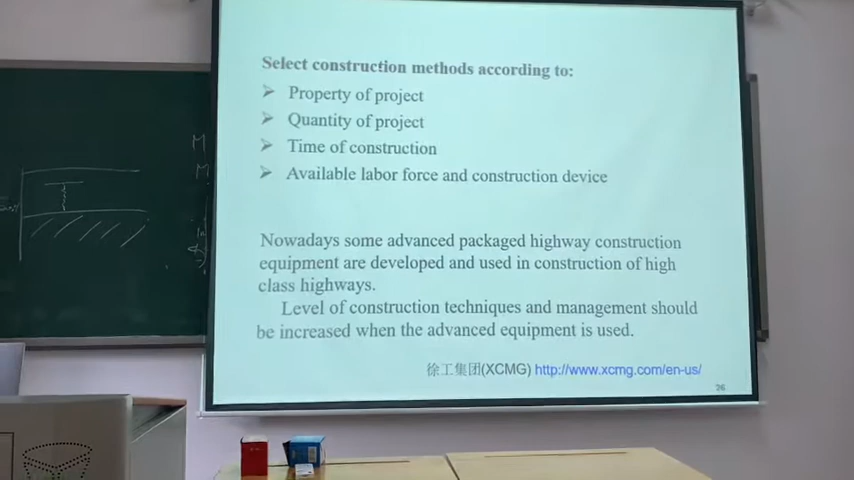 Select construction methods according to:
➢ Property of project
➢ Quantity of project
➢ Time of construction
➢ Available labor force and construction device
Nowadays some advanced packaged highway construction
equipment are developed and used in construction of high
class highways.
Level of construction techniques and management should
be increased when the advanced equipment is used.
徐工集团(XCMG) http://www.xcmg.com/en-us/
26